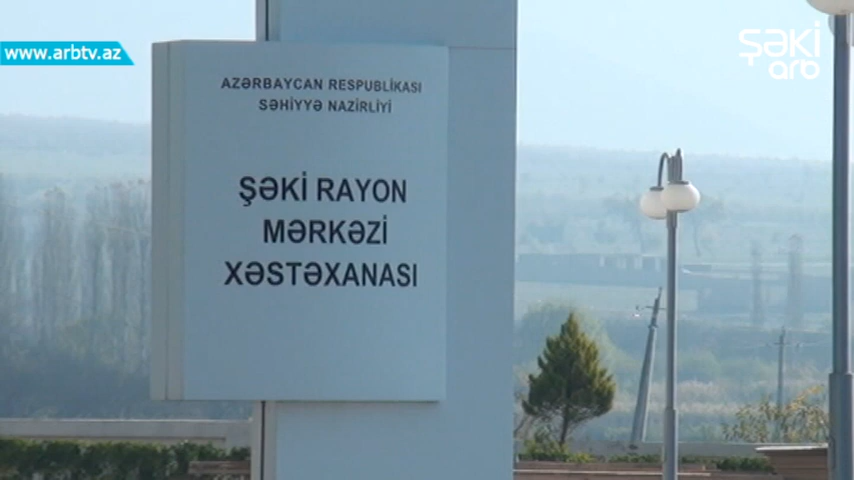 www.arbtv.az
ŞəKİ
arb
AZƏRBAYCAN RESPUBLİKASI
SƏHİYYƏ NAZİRLİYİ
ŞƏKİ RAYON
MƏRKƏZİ
XƏSTƏXANASI